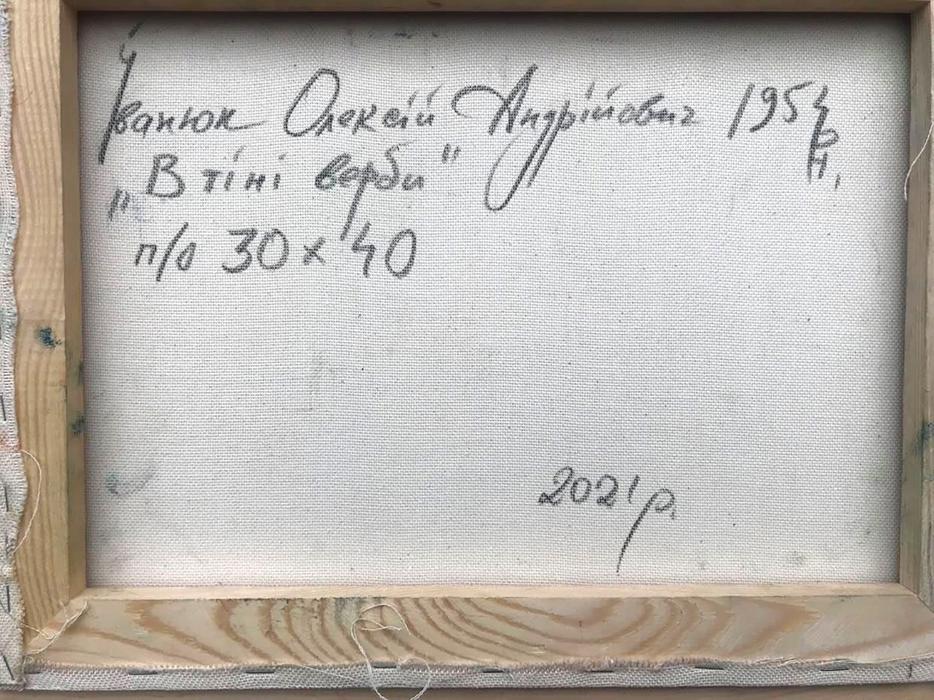 Іванюк Олексій Андрійович 1954 р.н.
„В тіні верби"
п/о 30 х 40
2021 р.